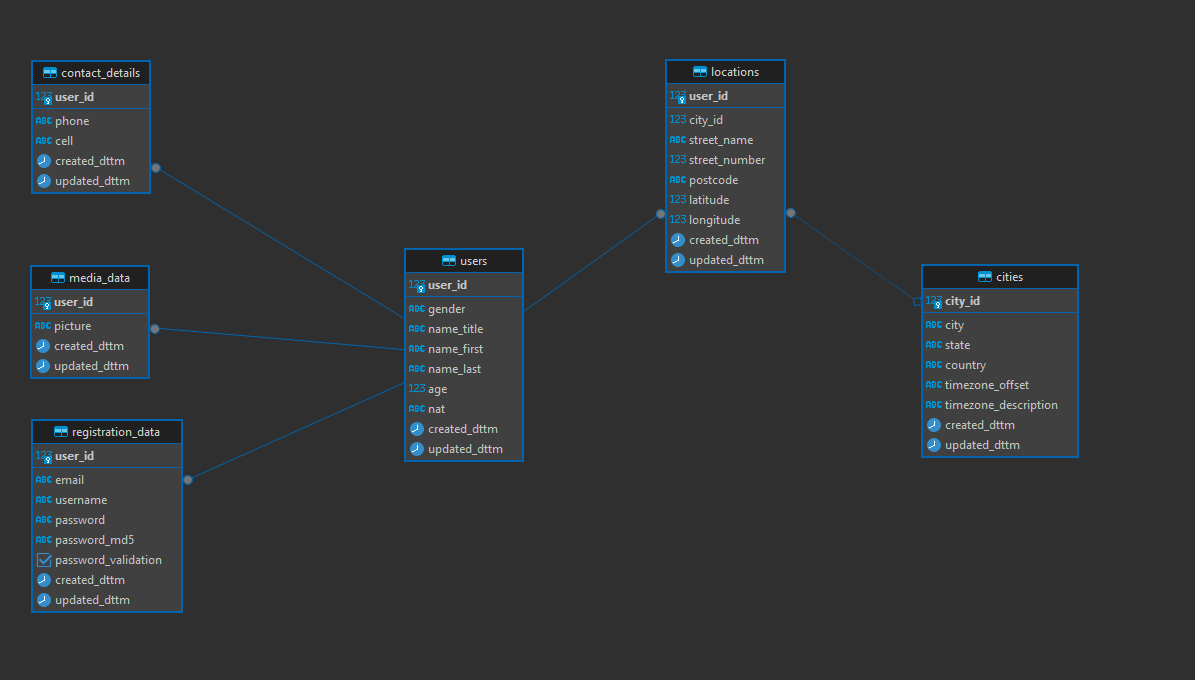 contact_details
123 user_id
ABC phone
ABC cell
created_dttm
updated_dttm
media_data
123 user_id
ABC picture
created_dttm
updated_dttm
registration_data
123 user_id
ABC email
ABC username
ABC password
ABC password_md5
password_validation
created_dttm
updated_dttm
users
123 user_id
ABC gender
ABC name_title
ABC name_first
ABC name_last
123 age
ABC nat
created_dttm
updated_dttm
locations
123 user_id
123 city_id
ABC street_name
123 street_number
ABC postcode
123 latitude
123 longitude
created_dttm
updated_dttm
cities
123 city_id
ABC city
ABC state
ABC country
ABC timezone_offset
ABC timezone_description
created_dttm
updated_dttm